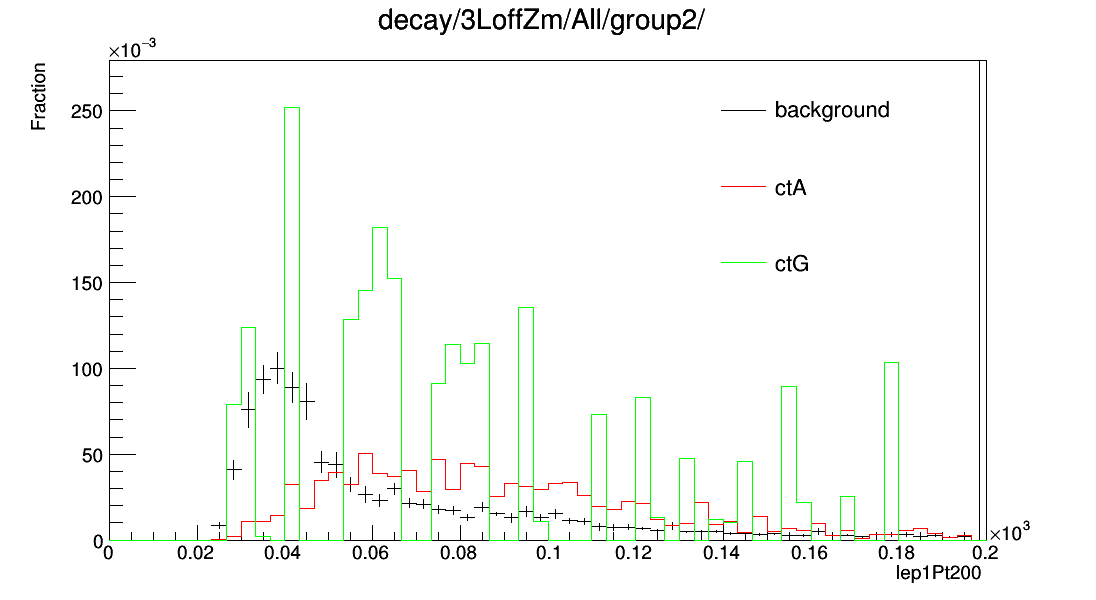 decay/3LoffZm/All/group2/
×10⁻³
Fraction
250
200
150
100
50
0
background
ctA
ctG
0 0.02 0.04 0.06 0.08 0.1 0.12 0.14 0.16 0.18 0.2
×10³
lep1Pt200